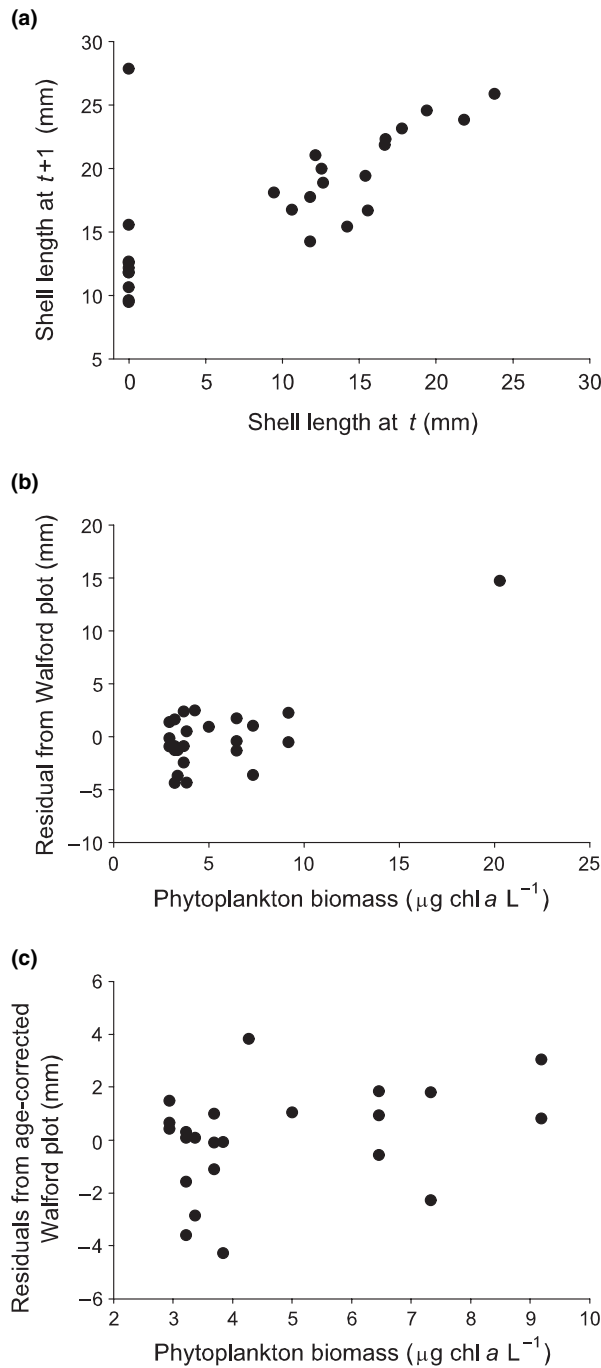 (a)
30
25
20
15
10
5
Shell length at t+1 (mm)
0 5 10 15 20 25 30
Shell length at t (mm)
(b)
20
15
10
5
0
−5
−10
Residual from Walford plot (mm)
0 5 10 15 20 25
Phytoplankton biomass (μg chl a L⁻¹)
(c)
6
4
2
0
−2
−4
−6
Residuals from age-corrected
Walford plot (mm)
2 3 4 5 6 7 8 9 10
Phytoplankton biomass (μg chl a L⁻¹)